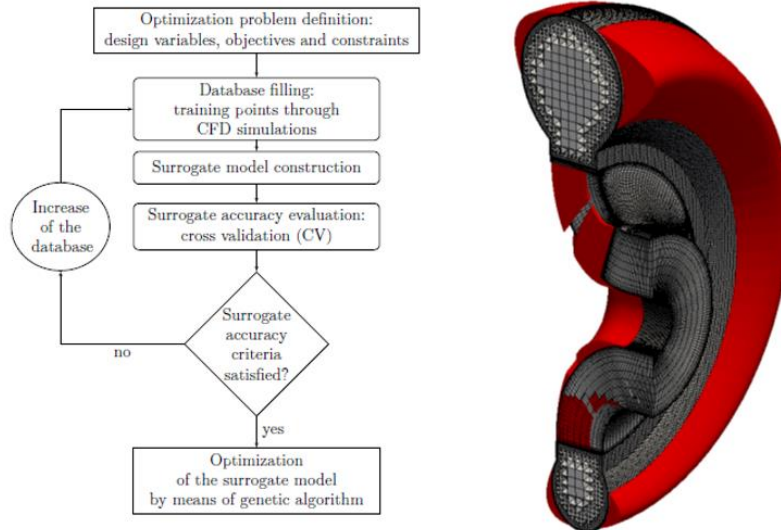 Optimization problem definition:
design variables, objectives and constraints
Database filling:
training points through
CFD simulations
Surrogate model construction
Increase
of the
database
Surrogate accuracy evaluation:
cross validation (CV)
Surrogate
accuracy
criteria
satisfied?
no
yes
Optimization
of the surrogate model
by means of genetic algorithm